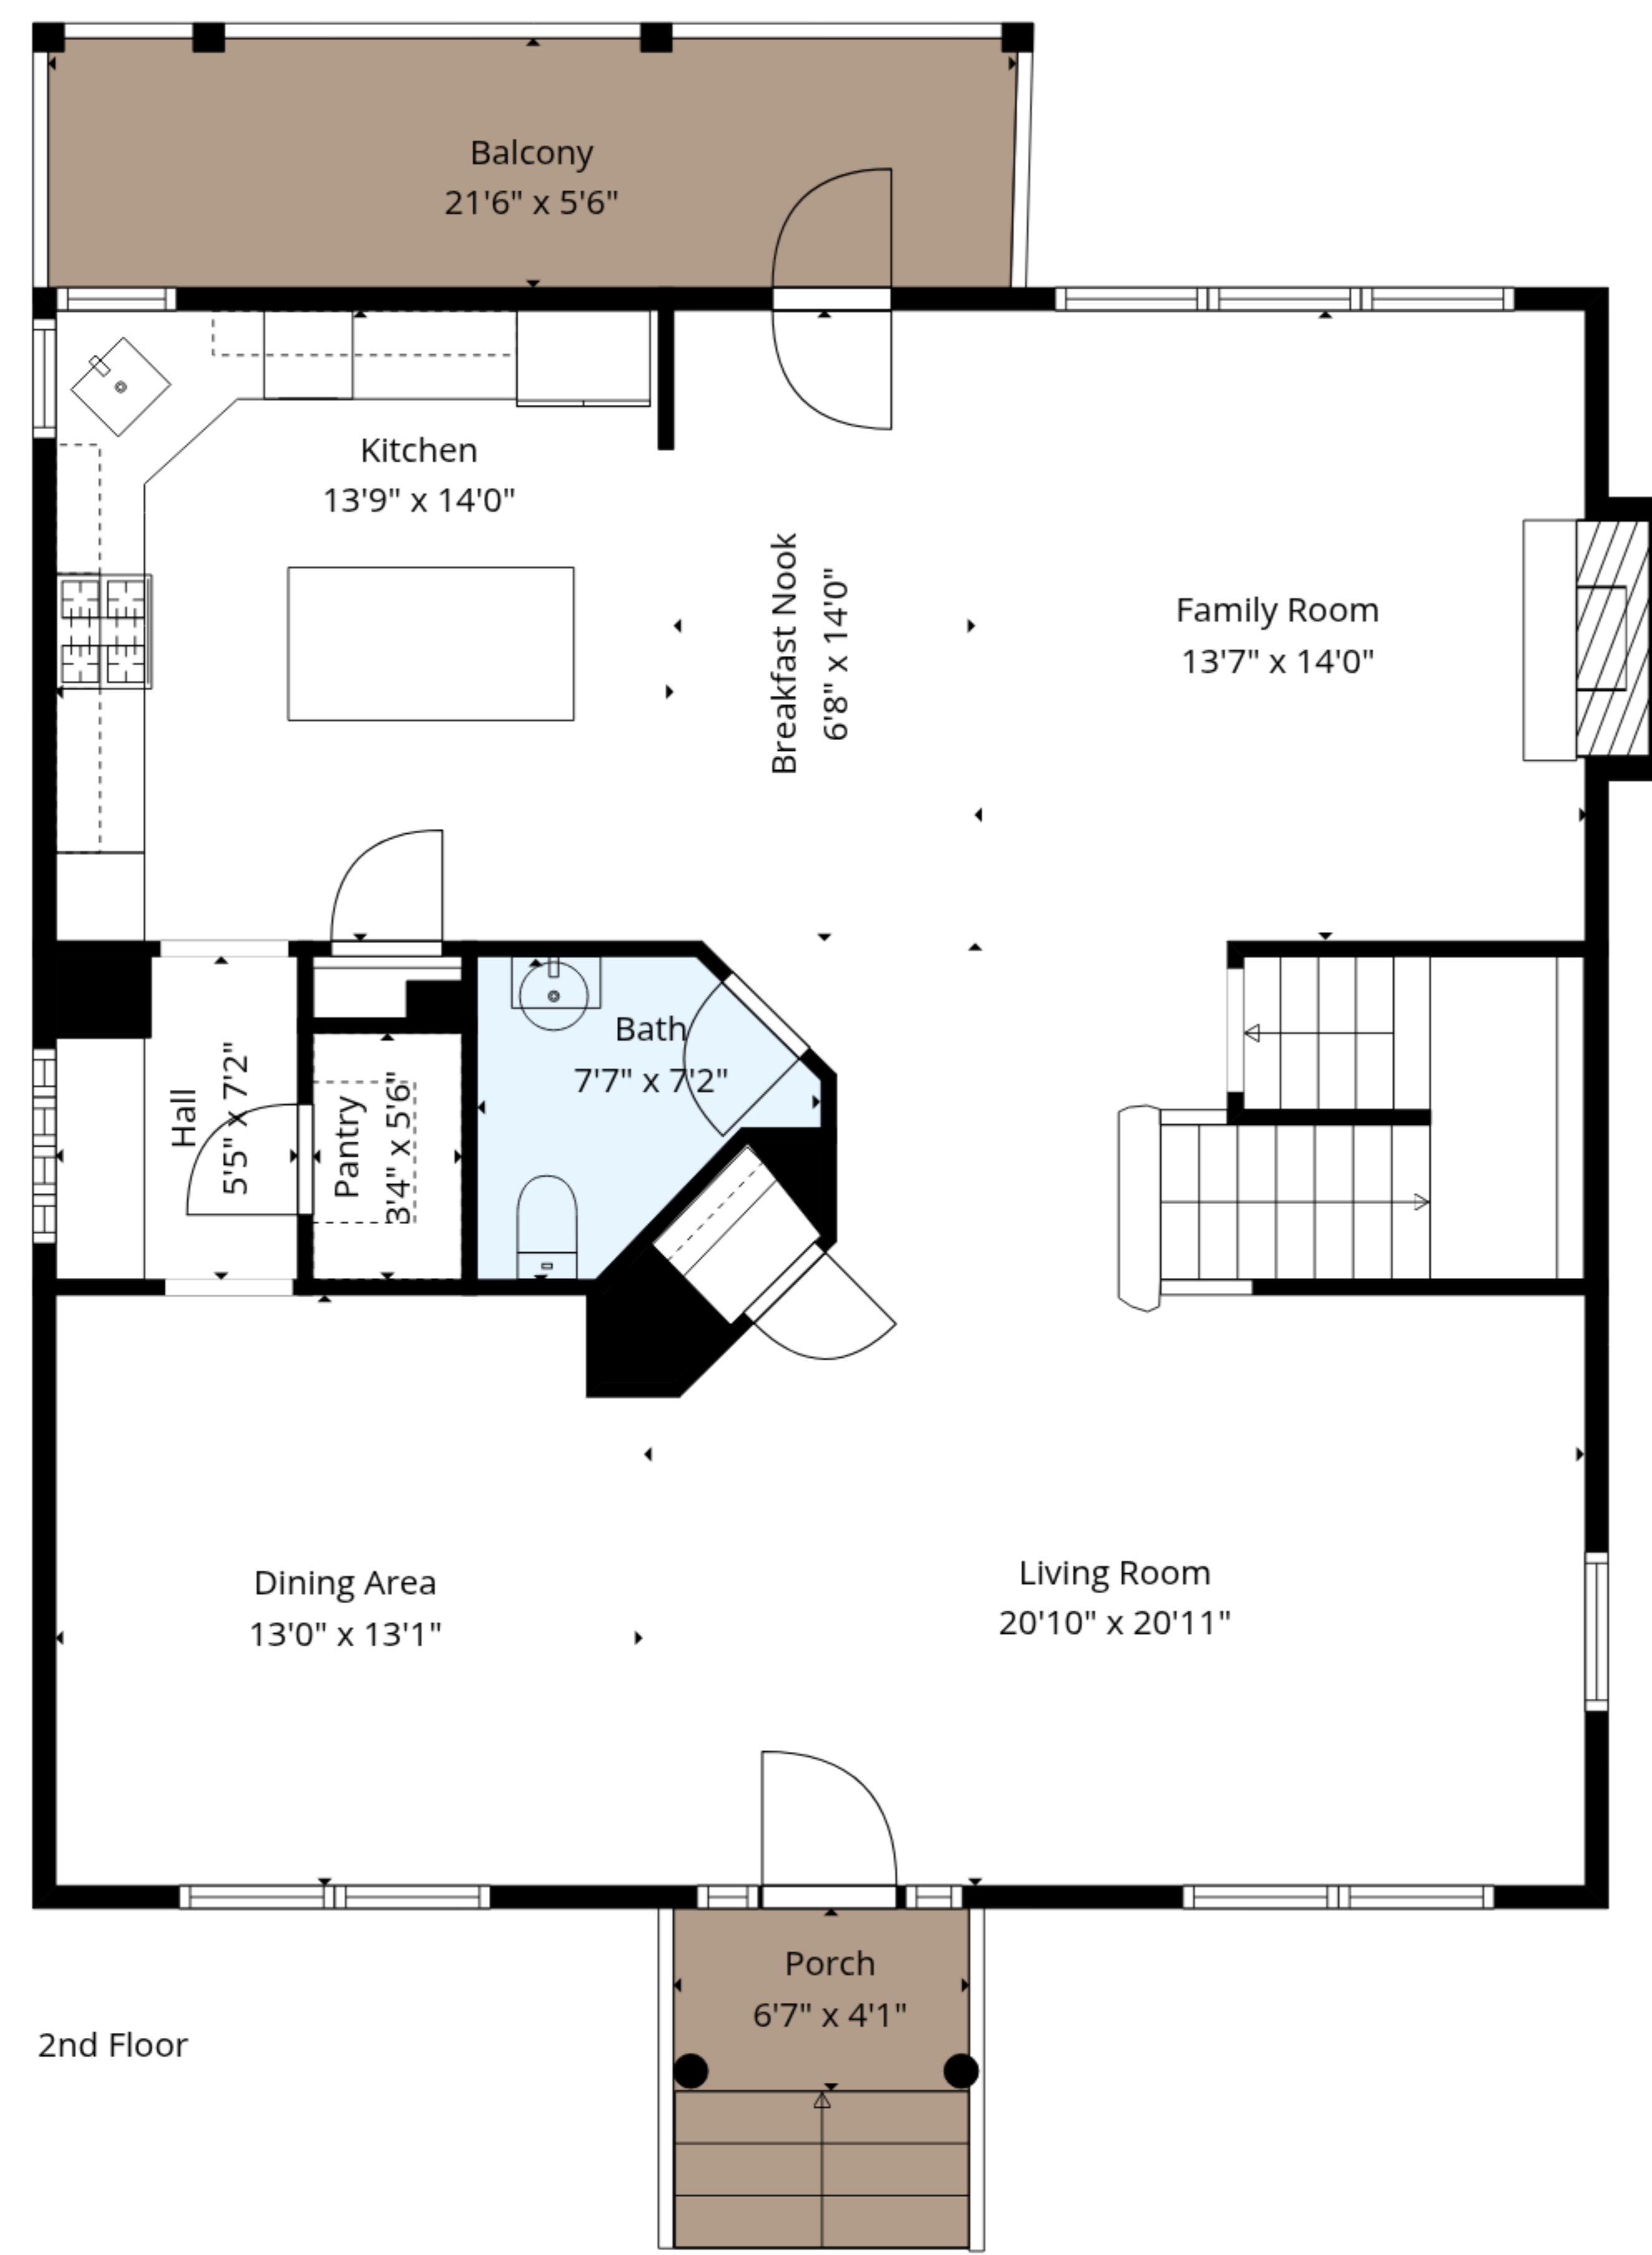 Balcony
21'6" x 5'6"
Kitchen
13'9" x 14'0"
Breakfast Nook
6'8" x 14'0"
Family Room
13'7" x 14'0"
Hall
5'5" x 7'2"
Pantry
3'4" x 5'6"
Bath
7'7" x 7'2"
Dining Area
13'0" x 13'1"
Living Room
20'10" x 20'11"
Porch
6'7" x 4'1"
2nd Floor